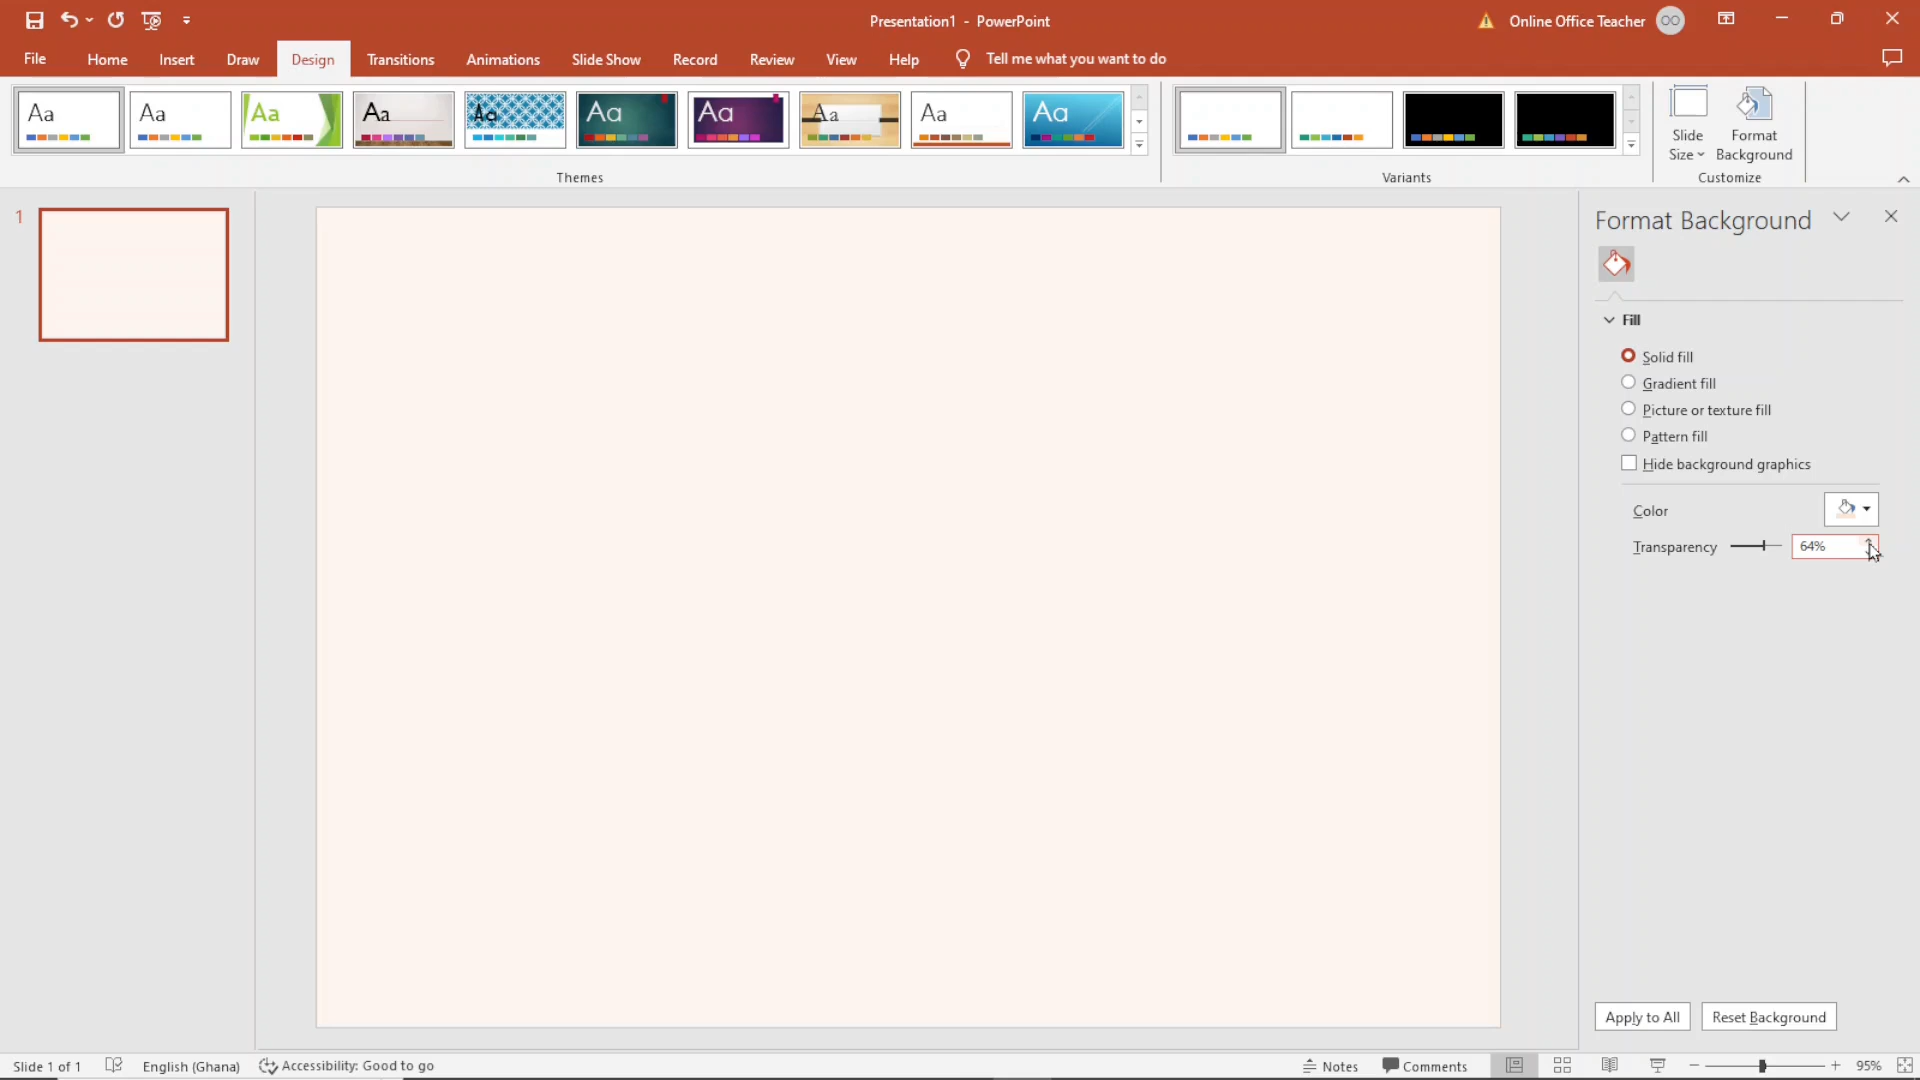 Presentation1 - PowerPoint
Online Office Teacher OO
File Home Insert Draw Design Transitions Animations Slide Show Record Review View Help Tell me what you want to do
Aa Aa Aa Aa Aa Aa Aa Aa Aa Aa
Slide Size
Format Background
Themes
Variants
Customize
1
Format Background
Fill
Solid fill
Gradient fill
Picture or texture fill
Pattern fill
Hide background graphics
Color
Transparency 64%
Apply to All
Reset Background
Slide 1 of 1 English (Ghana) Accessibility: Good to go Notes Comments 95%